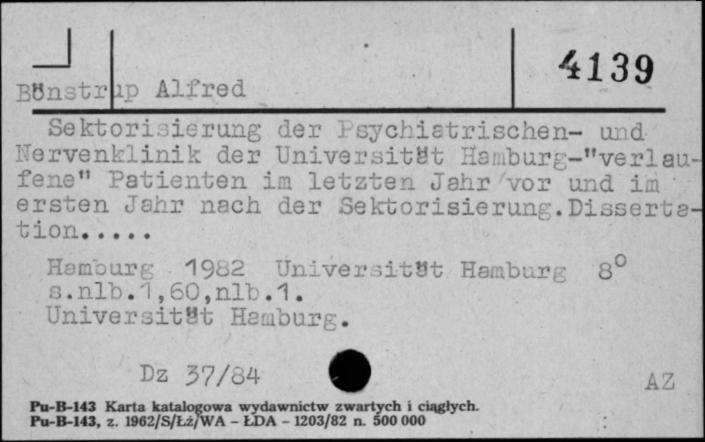 4139
Bönstrup Alfred
Sektorisierung der Psychiatrischen- und
Nervenklinik der Universität Hamburg-"verlau-
fene" Patienten im letzten Jahr vor und im
ersten Jahr nach der Sektorisierung.Disserta-
tion.....
Hamburg 1982 Universität Hamburg 8°
s.nlb.1,60,nlb.1.
Universität Hamburg.
Dz 37/84
AZ
Pu-B-143 Karta katalogowa wydawnictw zwartych i ciągłych.
Pu-B-143, z. 1962/S/Łż/WA – ŁDA – 1203/82 n. 500 000